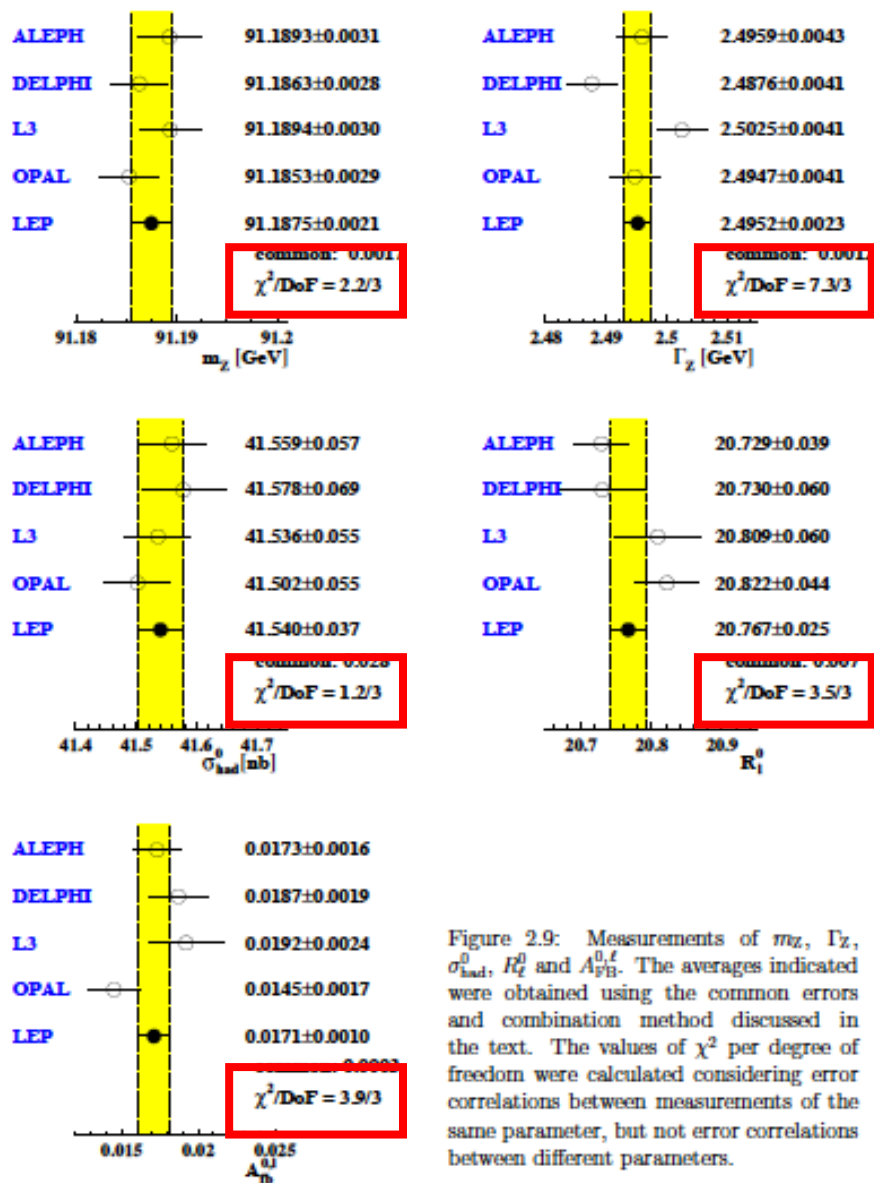 ALEPH 91.1893±0.0031
DELPHI 91.1863±0.0028
L3 91.1894±0.0030
OPAL 91.1853±0.0029
LEP 91.1875±0.0021
common: 0.0017
χ²/DoF = 2.2/3
91.18 91.19 91.2
m_Z [GeV]
ALEPH 2.4959±0.0043
DELPHI 2.4876±0.0041
L3 2.5025±0.0041
OPAL 2.4947±0.0041
LEP 2.4952±0.0023
common:
χ²/DoF = 7.3/3
2.48 2.49 2.5 2.51
Γ_Z [GeV]
ALEPH 41.559±0.057
DELPHI 41.578±0.069
L3 41.536±0.055
OPAL 41.502±0.055
LEP 41.540±0.037
common: 0.028
χ²/DoF = 1.2/3
41.4 41.5 41.6 41.7
σ⁰_had [nb]
ALEPH 20.729±0.039
DELPHI 20.730±0.060
L3 20.809±0.060
OPAL 20.822±0.044
LEP 20.767±0.025
common: 0.007
χ²/DoF = 3.5/3
20.7 20.8 20.9
R⁰_l
ALEPH 0.0173±0.0016
DELPHI 0.0187±0.0019
L3 0.0192±0.0024
OPAL 0.0145±0.0017
LEP 0.0171±0.0010
χ²/DoF = 3.9/3
0.015 0.02 0.025
A^{0,l}_{fb}
Figure 2.9: Measurements of m_Z, Γ_Z,
σ⁰_had, R⁰_ℓ and A^{0,ℓ}_{FB}. The averages indicated
were obtained using the common errors
and combination method discussed in
the text. The values of χ² per degree of
freedom were calculated considering error
correlations between measurements of the
same parameter, but not error correlations
between different parameters.